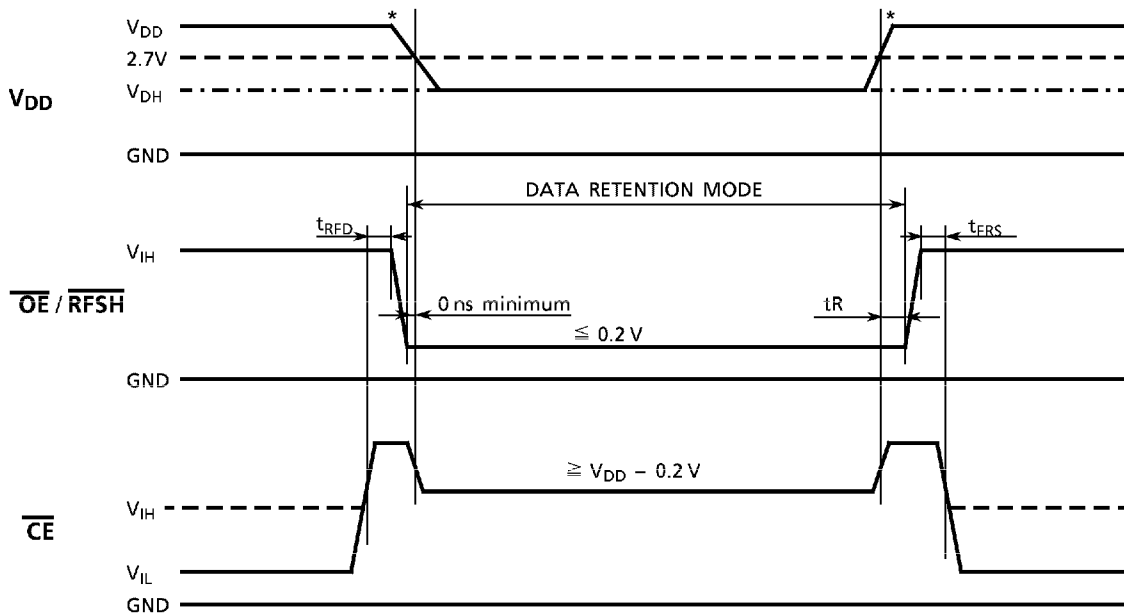 VDD
* *
2.7V
VDD
VDH
GND
DATA RETENTION MODE
tRFD
tFRS
VIH
OE / RFSH
0 ns minimum
tR
≦ 0.2 V
GND
≧ VDD – 0.2 V
VIH
CE
VIL
GND